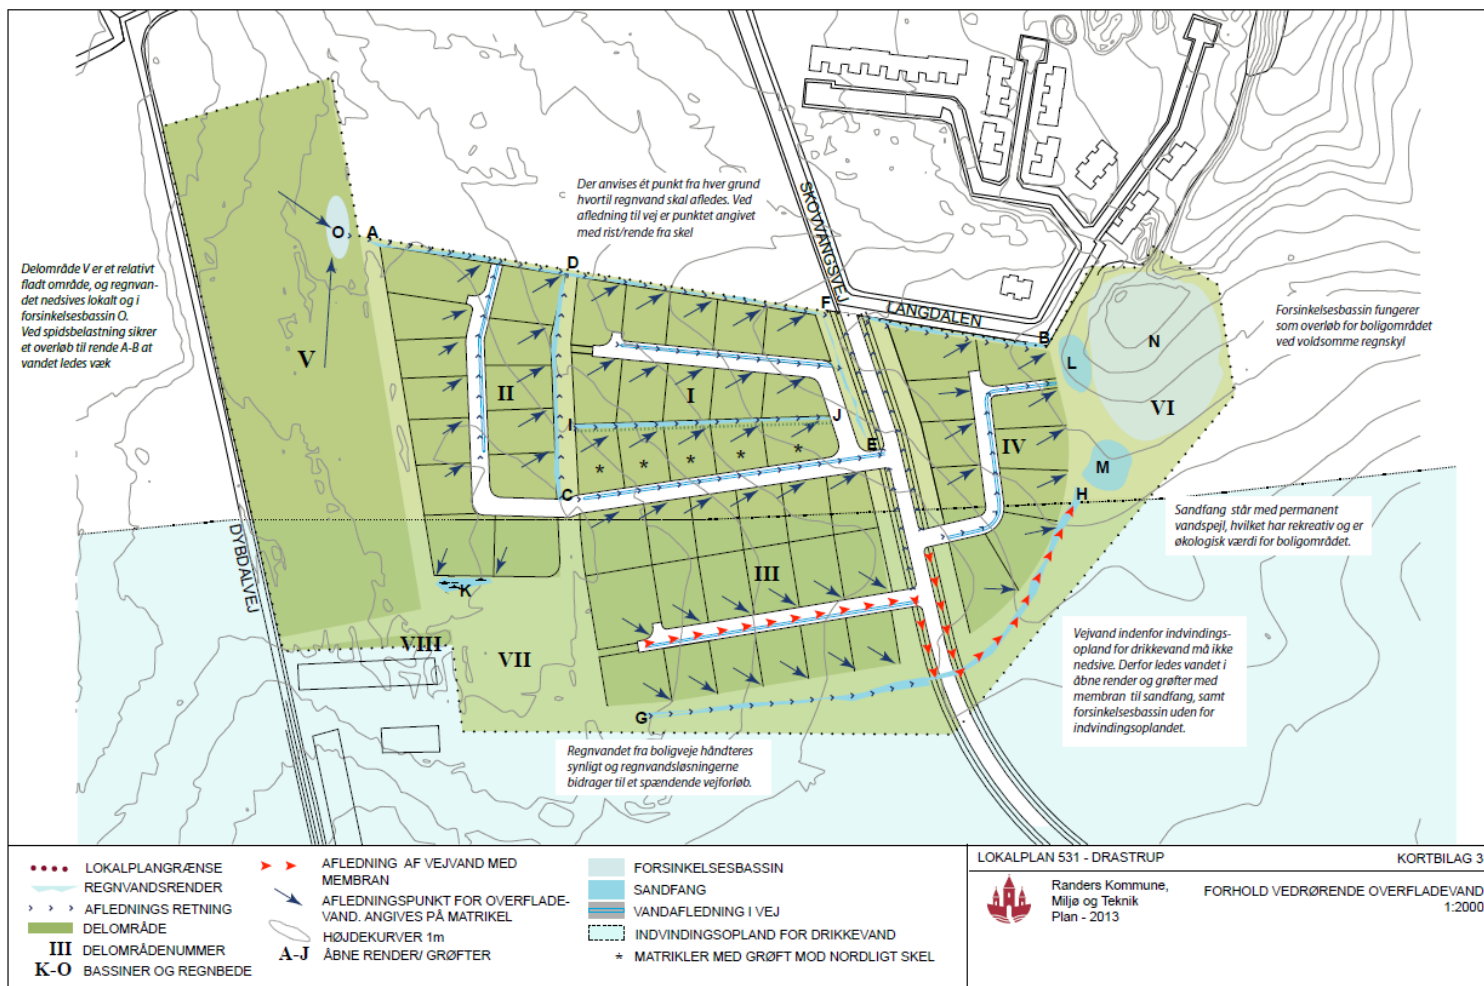 Der anvises ét punkt fra hver grund
hvortil regnvand skal afledes. Ved
afledning til vej er punktet angivet
med rist/rende fra skel
SKOVVANGSVEJ
LANGDALEN
Delområde V er et relativt
fladt område, og regnvan-
det nedsives lokalt og i
forsinkelsesbassin O.
Ved spidsbelastning sikrer
et overløb til rende A-B at
vandet ledes væk
Forsinkelsesbassin fungerer
som overløb for boligområdet
ved voldsomme regnskyl
O
A
D
F
B
L
N
V
II
I
VI
I
J
E
IV
M
H
C
Sandfang står med permanent
vandspejl, hvilket har rekreativ og er
økologisk værdi for boligområdet.
DYBDALVEJ
K
III
VIII
VII
G
Vejvand indenfor indvindings-
opland for drikkevand må ikke
nedsive. Derfor ledes vandet i
åbne render og grøfter med
membran til sandfang, samt
forsinkelsesbassin uden for
indvindingsoplandet.
Regnvandet fra boligveje håndteres
synligt og regnvandsløsningerne
bidrager til et spændende vejforløb.
LOKALPLANGRÆNSE
REGNVANDSRENDER
AFLEDNINGS RETNING
DELOMRÅDE
III DELOMRÅDENUMMER
K-O BASSINER OG REGNBEDE
AFLEDNING AF VEJVAND MED
MEMBRAN
AFLEDNINGSPUNKT FOR OVERFLADE-
VAND. ANGIVES PÅ MATRIKEL
HØJDEKURVER 1m
A-J ÅBNE RENDER/ GRØFTER
FORSINKELSESBASSIN
SANDFANG
VANDAFLEDNING I VEJ
INDVINDINGSOPLAND FOR DRIKKEVAND
* MATRIKLER MED GRØFT MOD NORDLIGT SKEL
LOKALPLAN 531 - DRASTRUP KORTBILAG 3
Randers Kommune,
Miljø og Teknik
Plan - 2013
FORHOLD VEDRØRENDE OVERFLADEVAND
1:2000